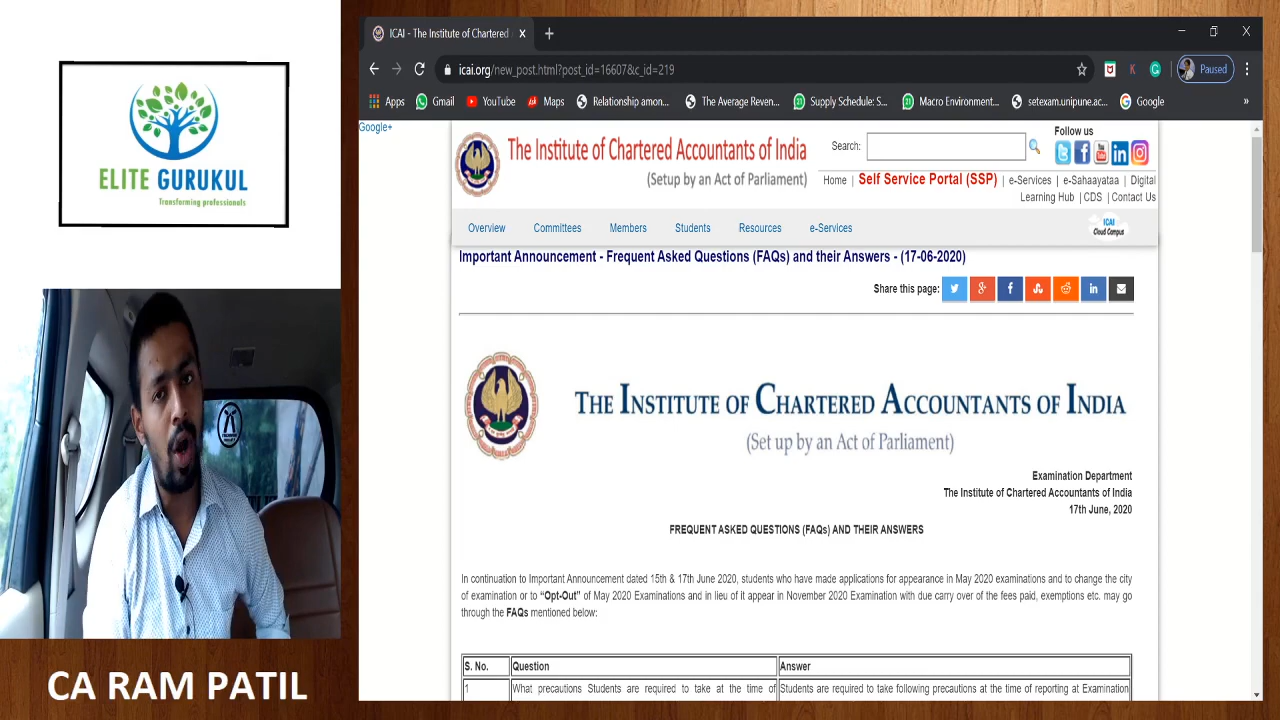 ELITE GURUKUL
Transforming professionals
CA RAM PATIL
ICAI - The Institute of Chartered
icai.org/new_post.html?post_id=16607&c_id=219
Paused
Apps
Gmail
YouTube
Maps
Relationship amon...
The Average Reven...
Supply Schedule: S...
Macro Environment...
setexam.unipune.ac...
Google
»
Google+
The Institute of Chartered Accountants of India
(Setup by an Act of Parliament)
Search:
Follow us
Home | Self Service Portal (SSP) | e-Services | e-Sahaayataa | Digital
Learning Hub | CDS | Contact Us
Overview
Committees
Members
Students
Resources
e-Services
ICAI
Cloud Campus
Important Announcement - Frequent Asked Questions (FAQs) and their Answers - (17-06-2020)
Share this page:
THE INSTITUTE OF CHARTERED ACCOUNTANTS OF INDIA
(Set up by an Act of Parliament)
Examination Department
The Institute of Chartered Accountants of India
17th June, 2020
FREQUENT ASKED QUESTIONS (FAQs) AND THEIR ANSWERS
In continuation to Important Announcement dated 15th & 17th June 2020, students who have made applications for appearance in May 2020 examinations and to change the city
of examination or to “Opt-Out” of May 2020 Examinations and in lieu of it appear in November 2020 Examination with due carry over of the fees paid, exemptions etc. may go
through the FAQs mentioned below:
S. No.
Question
Answer
1
What precautions Students are required to take at the time of
Students are required to take following precautions at the time of reporting at Examination